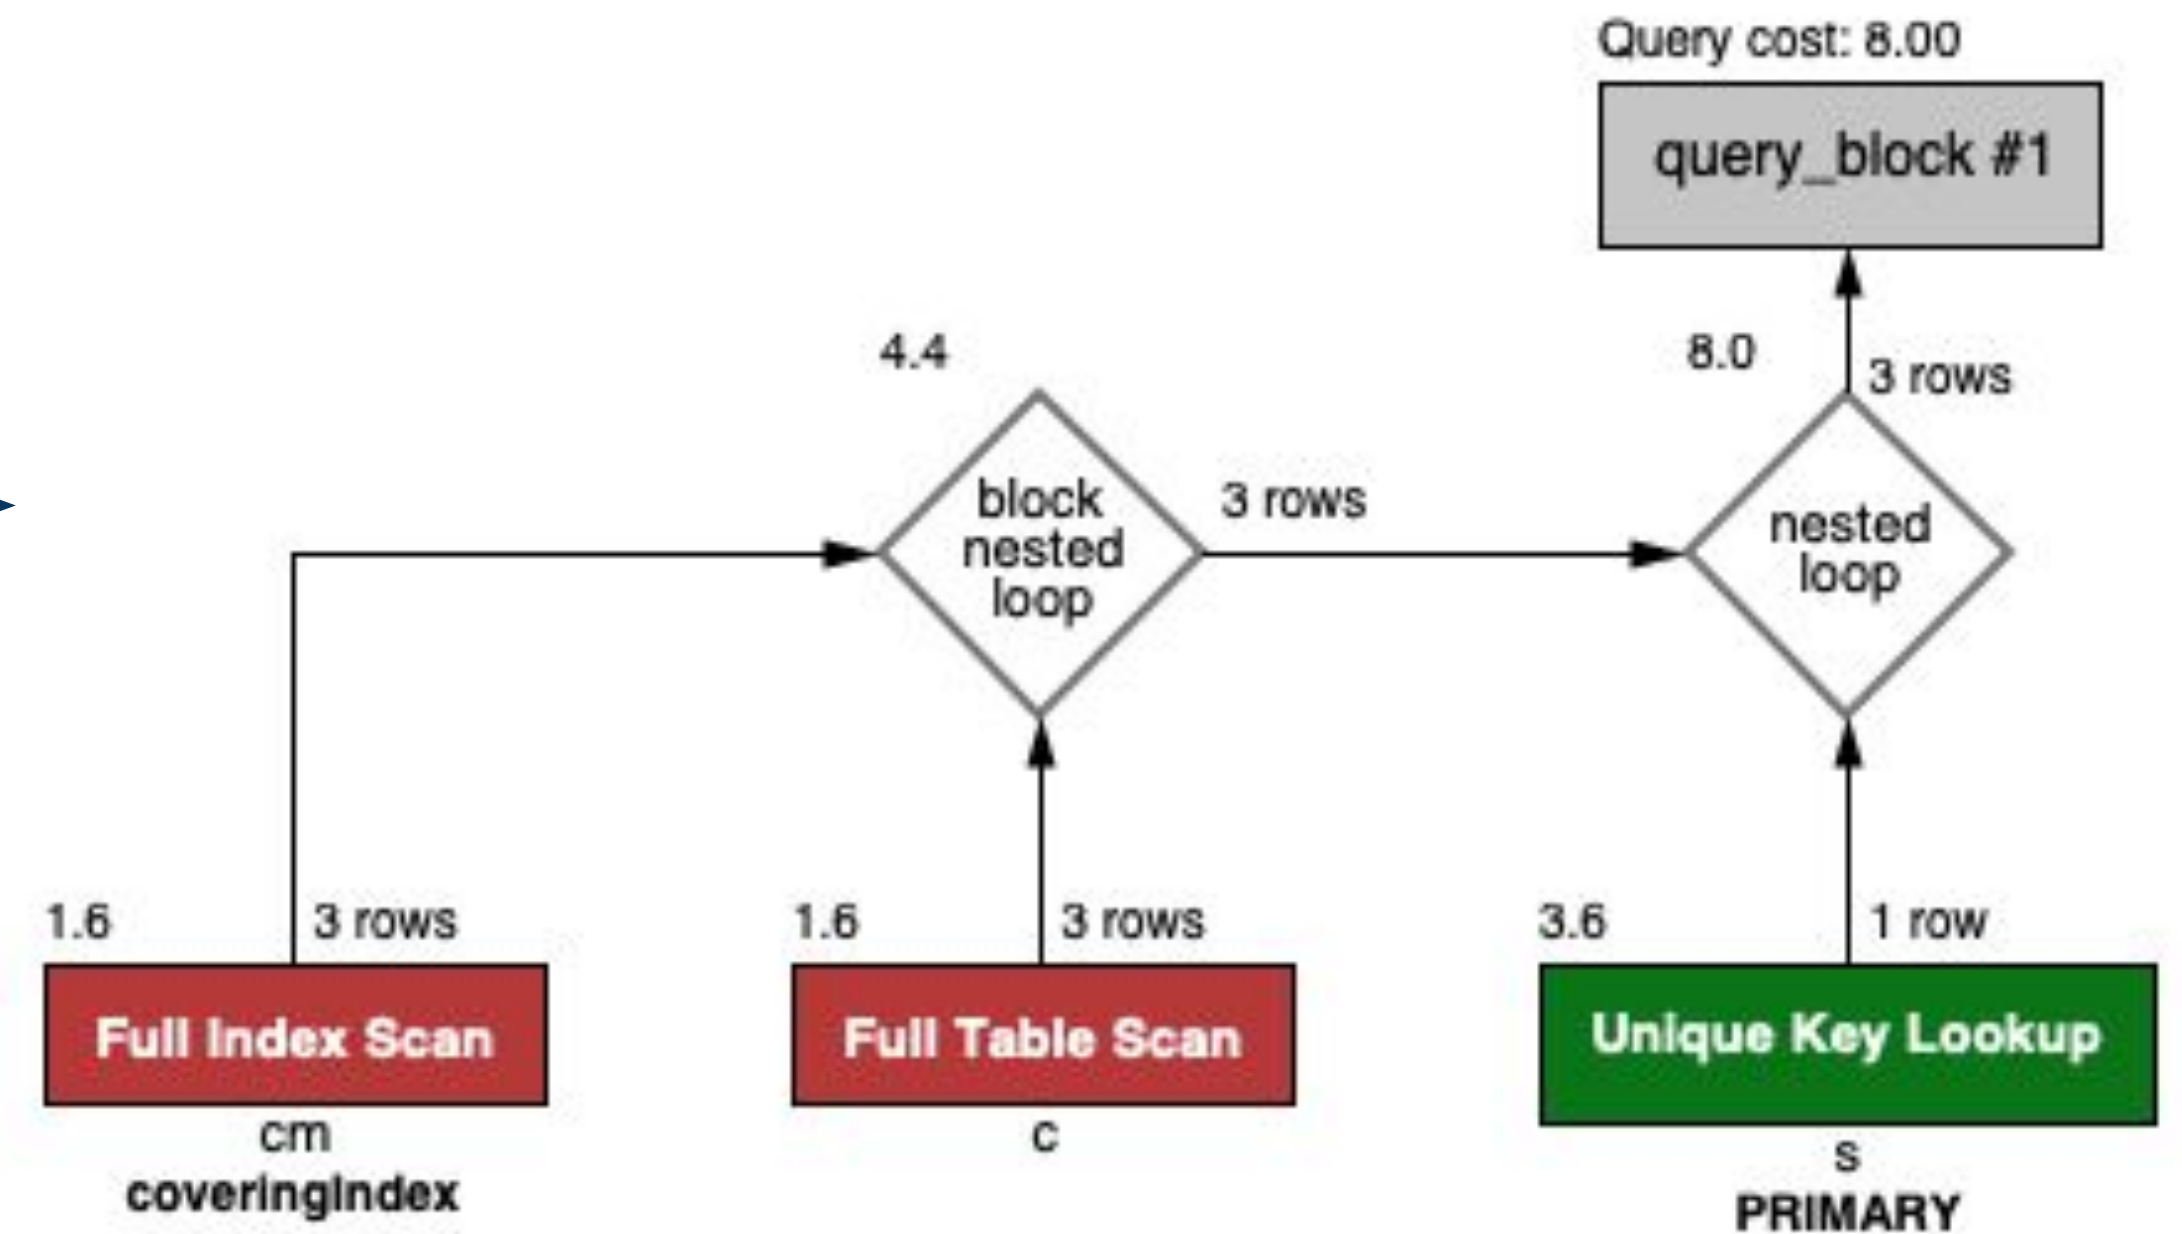 Query cost: 8.00
query_block #1
4.4
8.0
3 rows
block
nested
loop
3 rows
nested
loop
1.6
3 rows
1.6
3 rows
3.6
1 row
Full Index Scan
Full Table Scan
Unique Key Lookup
cm
coveringIndex
c
s
PRIMARY